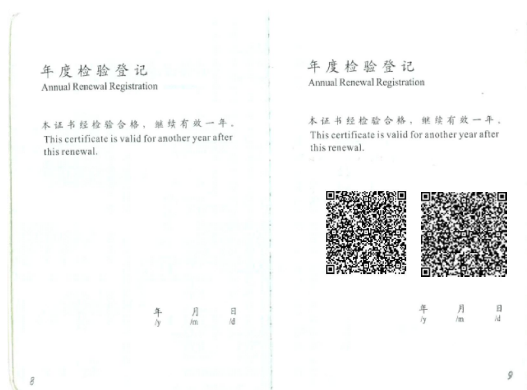 年度检验登记
Annual Renewal Registration
本证书经检验合格，继续有效一年。
This certificate is valid for another year after
this renewal.
年 月 日
/y /m /d
8
年度检验登记
Annual Renewal Registration
本证书经检验合格，继续有效一年。
This certificate is valid for another year after
this renewal.
年 月 日
/y /m /d
9